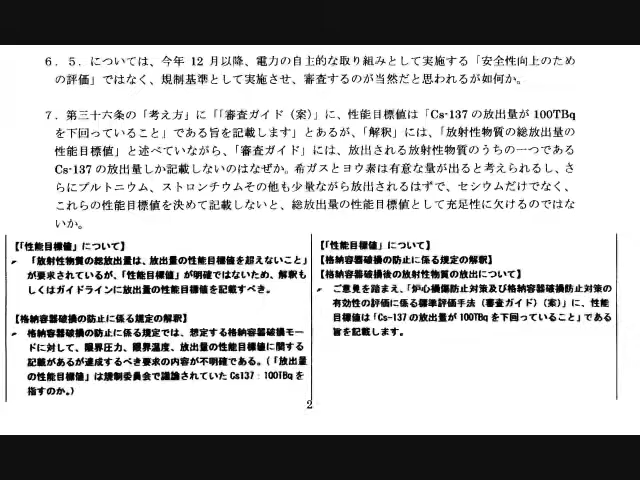 ６．５．については、今年 12 月以降、電力の自主的な取り組みとして実施する「安全性向上のため
の評価」ではなく、規制基準として実施させ、審査するのが当然だと思われるが如何か。
７．第三十六条の「考え方」に「「審査ガイド（案）」に、性能目標値は「Cs-137 の放出量が 100TBq
を下回っていること」である旨を記載します」とあるが、「解釈」には、「放射性物質の総放出量の
性能目標値」と述べていながら、「審査ガイド」には、放出される放射性物質のうちの一つである
Cs-137 の放出量しか記載しないのはなぜか。希ガスとヨウ素は有意な量が出ると考えられるし、さ
らにプルトニウム、ストロンチウムその他も少量ながら放出されるはずで、セシウムだけでなく、
これらの性能目標値を決めて記載しないと、総放出量の性能目標値として充足性に欠けるのではな
いか。
【「性能目標値」について】
➢ 「放射性物質の総放出量は、放出量の性能目標値を超えないこと」
が要求されているが、「性能目標値」が明確ではないため、解釈も
しくはガイドラインに放出量の性能目標値を記載すべき。
【格納容器破損の防止に係る規定の解釈】
➢ 格納容器破損の防止に係る規定では、想定する格納容器破損モー
ドに対して、限界圧力、限界温度、放出量の性能目標値に関する
記載があるが達成するべき要求の内容が不明確である。（「放出量
の性能目標値」は規制委員会で議論されていた Cs137：100TBq を
指すのか。）
【「性能目標値」について】
【格納容器破損の防止に係る規定の解釈】
【格納容器破損後の放射性物質の放出について】
➢ ご意見を踏まえ、「炉心損傷防止対策及び格納容器破損防止対策の
有効性の評価に係る標準評価手法（審査ガイド）（案）」に、性能
目標値は「Cs-137 の放出量が 100TBq を下回っていること」である
旨を記載します。
2